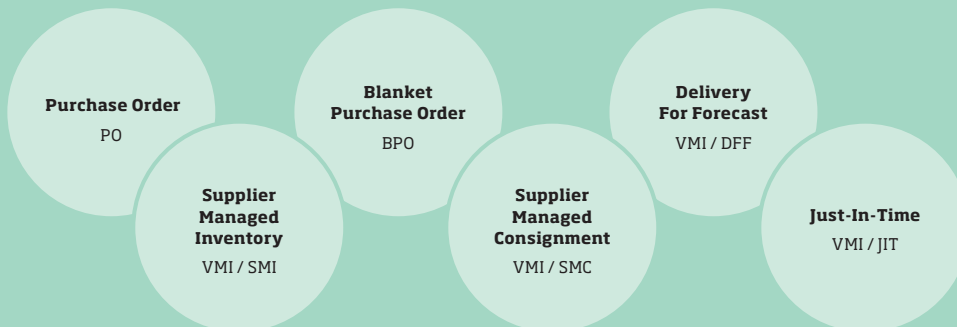 Purchase Order
PO
Supplier
Managed
Inventory
VMI / SMI
Blanket
Purchase Order
BPO
Supplier
Managed
Consignment
VMI / SMC
Delivery
For Forecast
VMI / DFF
Just-In-Time
VMI / JIT